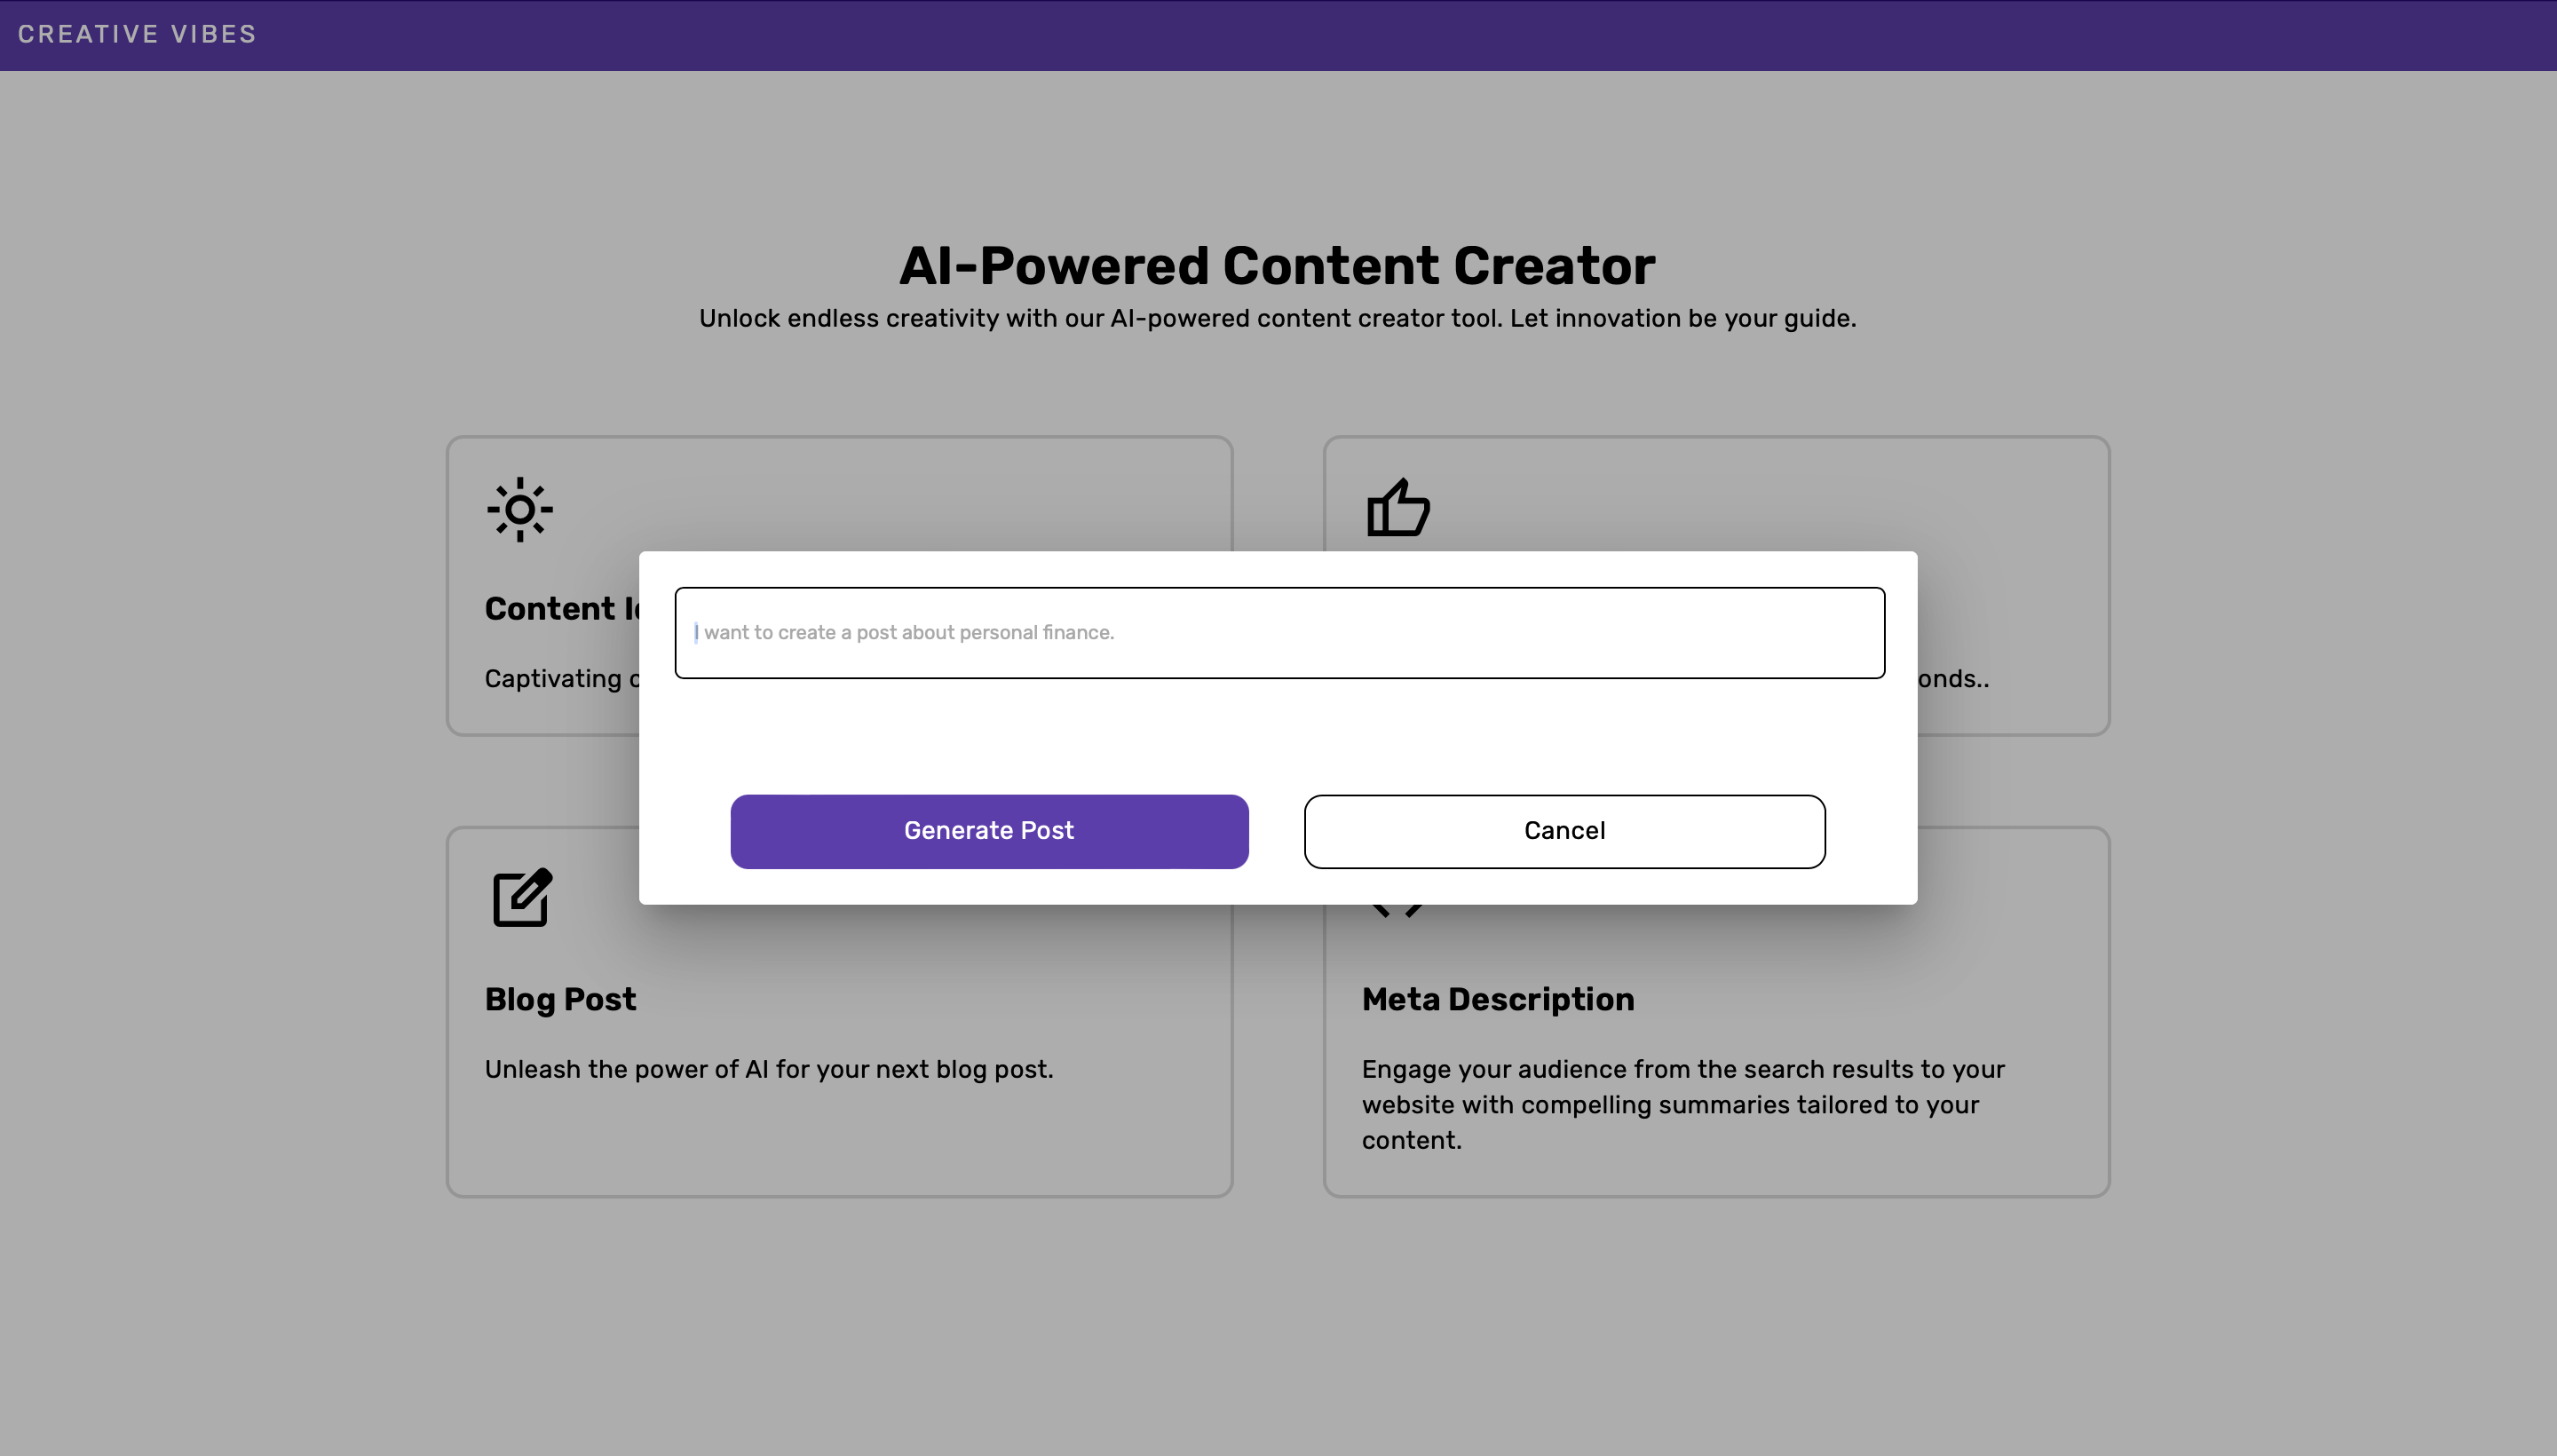 CREATIVE VIBES
AI-Powered Content Creator
Unlock endless creativity with our AI-powered content creator tool. Let innovation be your guide.
Content
Captivating
onds..
I want to create a post about personal finance.
Generate Post
Cancel
Blog Post
Unleash the power of AI for your next blog post.
Meta Description
Engage your audience from the search results to your
website with compelling summaries tailored to your
content.